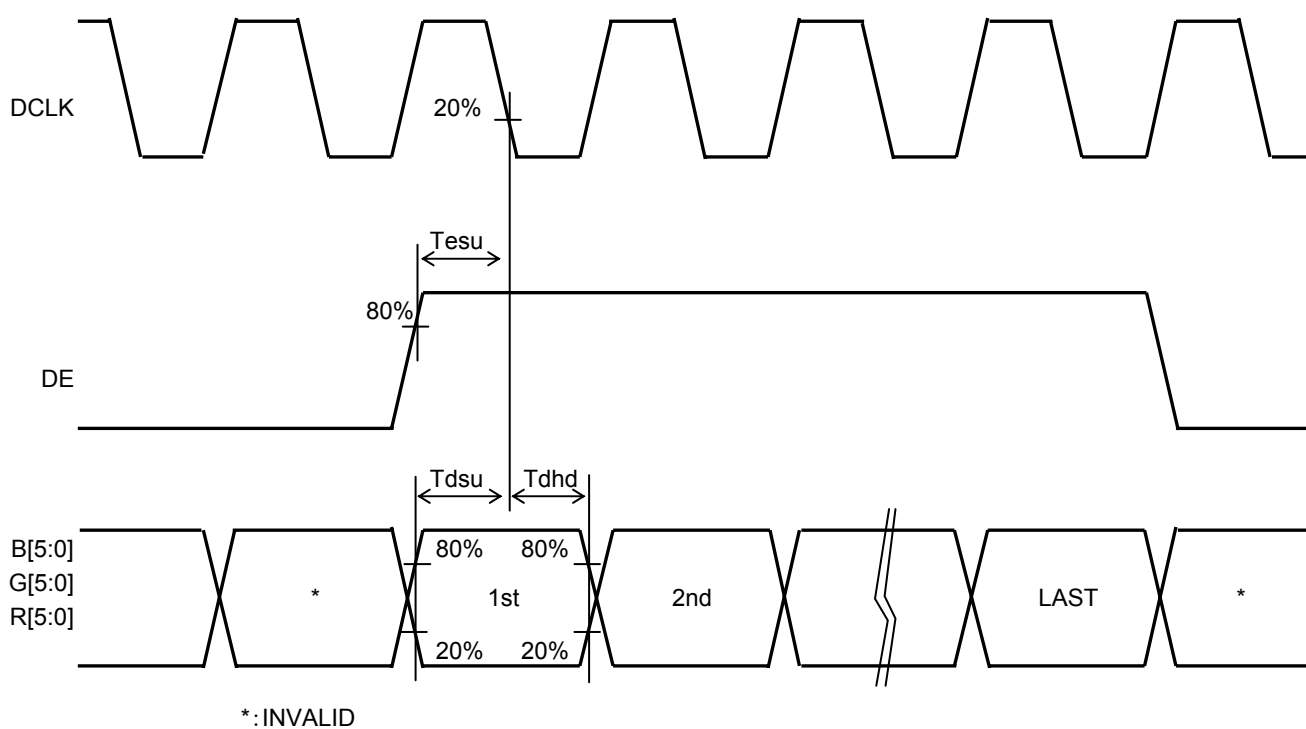 DCLK
20%
Tesu
80%
DE
Tdsu Tdhd
B[5:0]
G[5:0]
R[5:0]
80% 80%
* 1st 2nd LAST *
20% 20%
*:INVALID